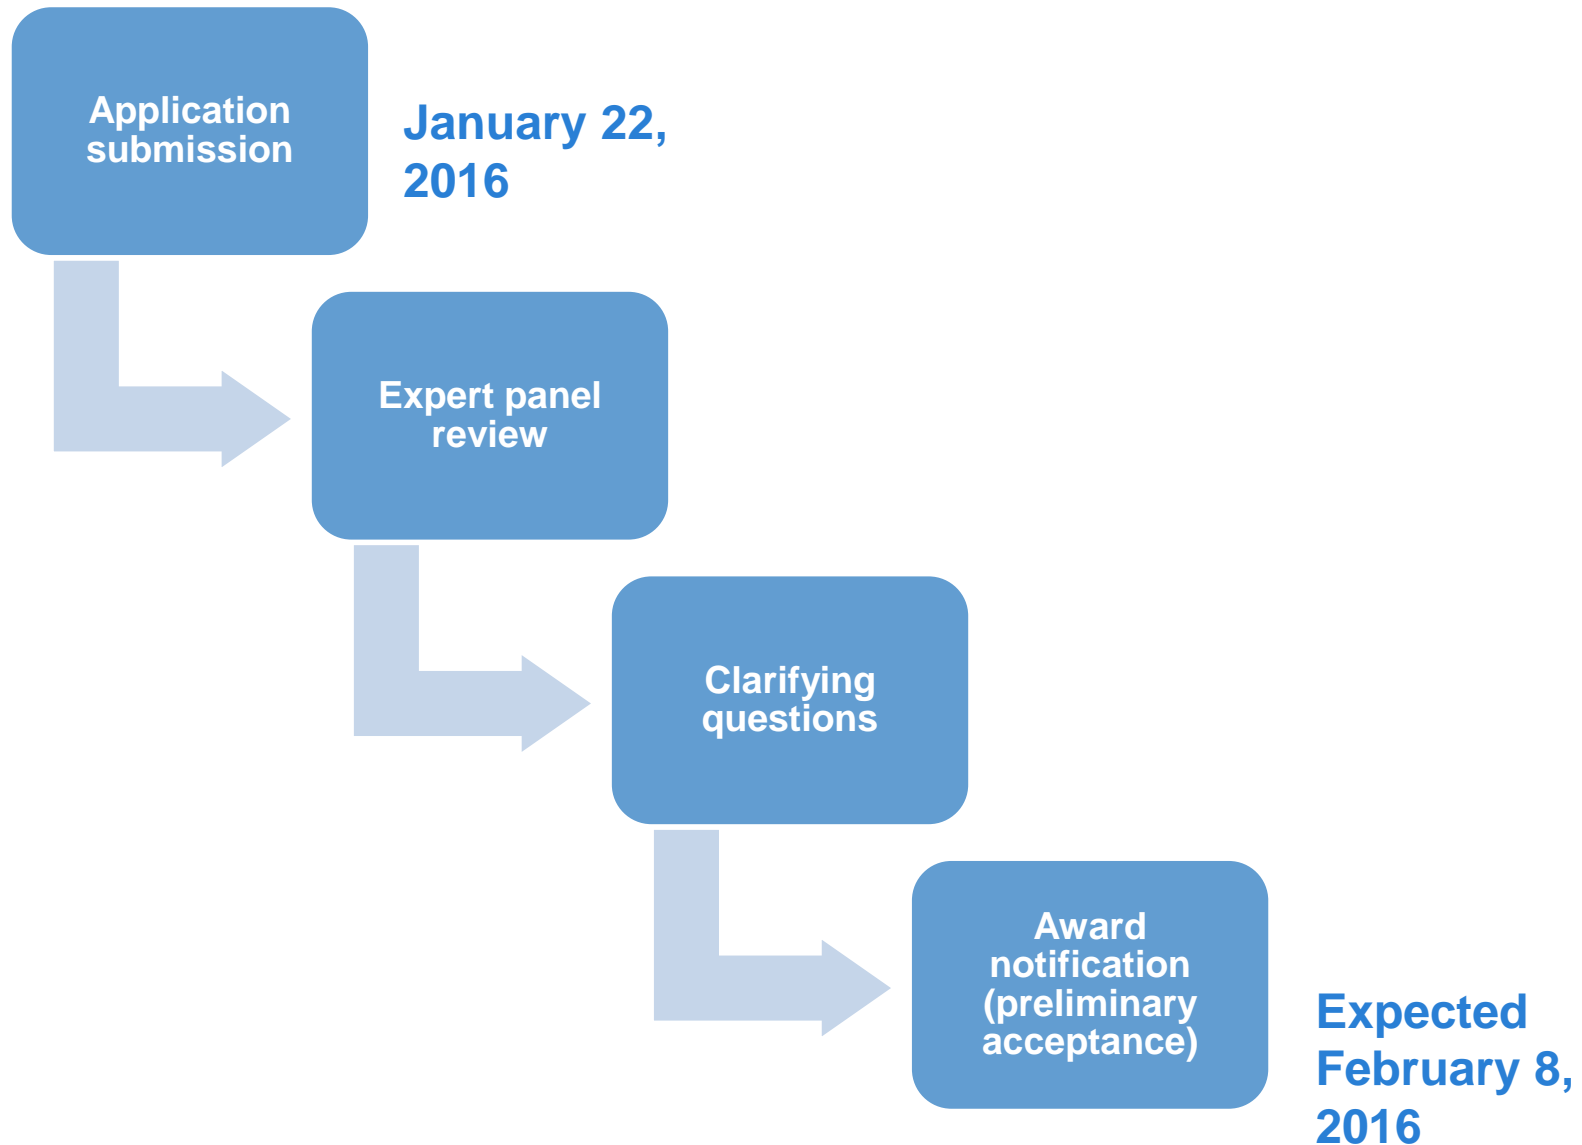 Application
submission
January 22,
2016
Expert panel
review
Clarifying
questions
Award
notification
(preliminary
acceptance)
Expected
February 8,
2016